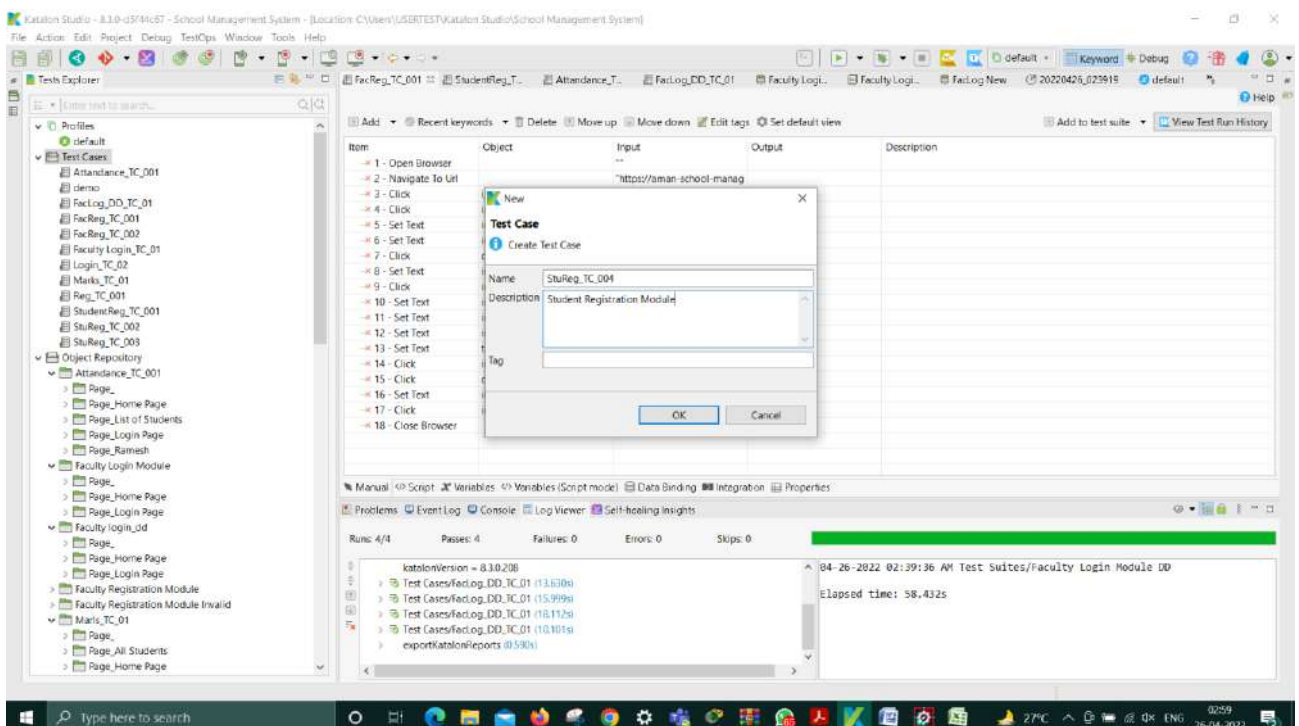 Katalon Studio - 8.3.0-d5f44c67 - School Management System - [Location: C:\Users\USERTEST\Katalon Studio\School Management System]
File Action Edit Project Debug TestOps Window Tools Help
default Keyword Debug
Tests Explorer
FacReg_TC_001 StudentReg_T... Attandance_T... FacLog_DD_TC_01 Faculty Logi... Faculty Logi... FacLog New 20220426_023919 default
Help
Enter text to search...
Add Recent keywords Delete Move up Move down Edit tags Set default view Add to test suite View Test Run History
Profiles
default
Test Cases
Attandance_TC_001
demo
FacLog_DD_TC_01
FacReg_TC_001
FacReg_TC_002
Faculty Login_TC_01
Login_TC_02
Marks_TC_01
Reg_TC_001
StudentReg_TC_001
StuReg_TC_002
StuReg_TC_003
Object Repository
Attandance_TC_001
Page_
Page_Home Page
Page_List of Students
Page_Login Page
Page_Ramesh
Faculty Login Module
Page_
Page_Home Page
Page_Login Page
Faculty login_dd
Page_
Page_Home Page
Page_Login Page
Faculty Registration Module
Faculty Registration Module Invalid
Maris_TC_01
Page_
Page_All Students
Page_Home Page
Item Object Input Output Description
1 - Open Browser ""
2 - Navigate To Url "https://aman-school-manag
3 - Click
4 - Click
5 - Set Text
6 - Set Text
7 - Click
8 - Set Text
9 - Click
10 - Set Text
11 - Set Text
12 - Set Text
13 - Set Text
14 - Click
15 - Click
16 - Set Text
17 - Click
18 - Close Browser
New
Test Case
Create Test Case
Name StuReg_TC_004
Description Student Registration Module
Tag
OK Cancel
Manual Script Variables Variables (Script mode) Data Binding Integration Properties
Problems Event Log Console Log Viewer Self-healing Insights
Runs: 4/4 Passes: 4 Failures: 0 Errors: 0 Skips: 0
katalonVersion = 8.3.0.208
Test Cases/FacLog_DD_TC_01 (13.630s)
Test Cases/FacLog_DD_TC_01 (15.999s)
Test Cases/FacLog_DD_TC_01 (18.112s)
Test Cases/FacLog_DD_TC_01 (10.101s)
exportKatalonReports (0.590s)
04-26-2022 02:39:36 AM Test Suites/Faculty Login Module DD
Elapsed time: 58.432s
Type here to search
27°C ENG
02:59
26-04-2022